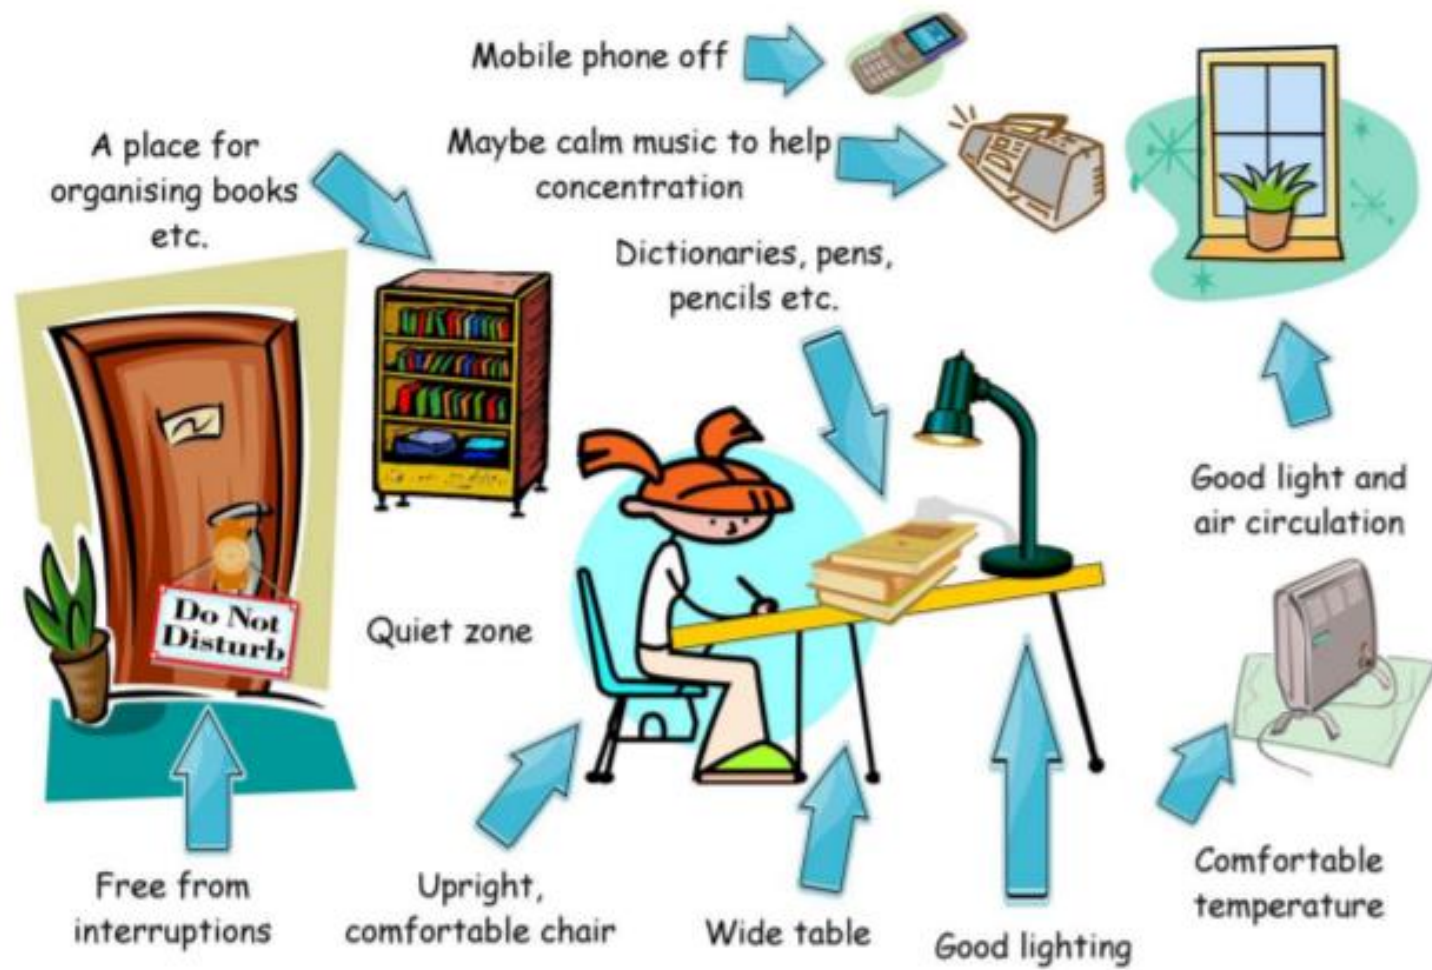 Mobile phone off
A place for
organising books
etc.
Maybe calm music to help
concentration
Dictionaries, pens,
pencils etc.
Good light and
air circulation
Do Not
Disturb
Quiet zone
Free from
interruptions
Upright,
comfortable chair
Wide table
Good lighting
Comfortable
temperature